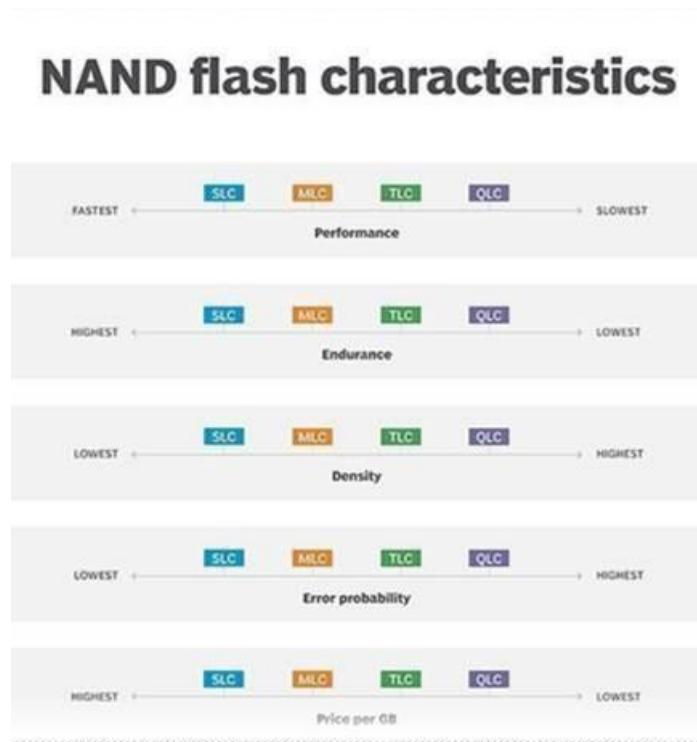 NAND flash characteristics
SLC MLC TLC QLC
FASTEST SLOWEST
Performance
SLC MLC TLC QLC
HIGHEST LOWEST
Endurance
SLC MLC TLC QLC
LOWEST HIGHEST
Density
SLC MLC TLC QLC
LOWEST HIGHEST
Error probability
SLC MLC TLC QLC
HIGHEST LOWEST
Price per GB